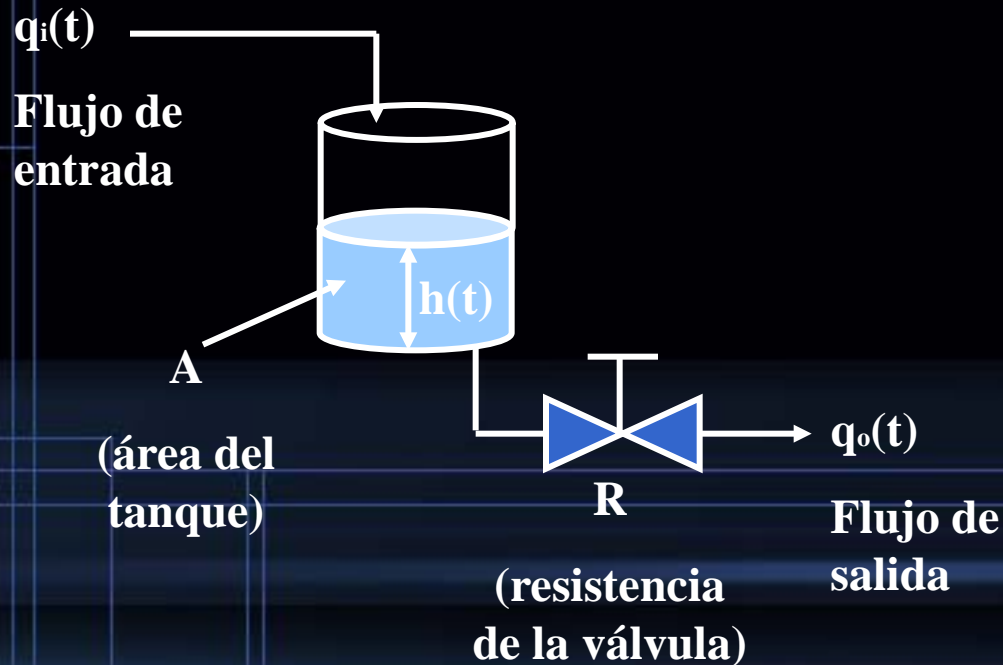 qi(t)
Flujo de
entrada
h(t)
A
(área del
tanque)
R
(resistencia
de la válvula)
qo(t)
Flujo de
salida